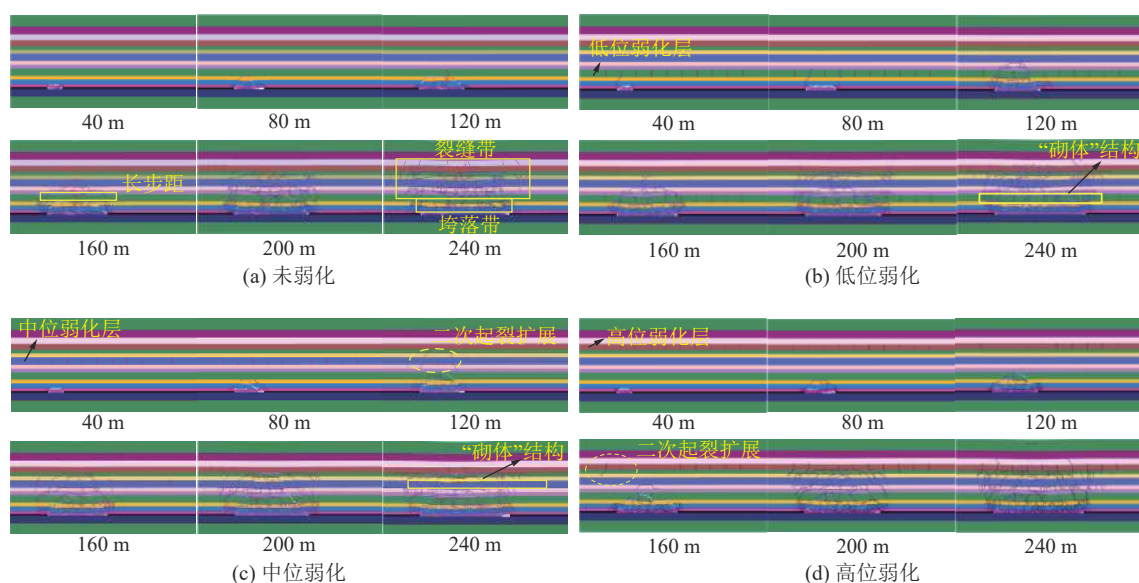 40 m
80 m
120 m
裂缝带
长步距
垮落带
160 m
200 m
240 m
(a) 未弱化
低位弱化层
40 m
80 m
120 m
“砌体”结构
160 m
200 m
240 m
(b) 低位弱化
中位弱化层
二次起裂扩展
40 m
80 m
120 m
“砌体”结构
160 m
200 m
240 m
(c) 中位弱化
高位弱化层
40 m
80 m
120 m
二次起裂扩展
160 m
200 m
240 m
(d) 高位弱化